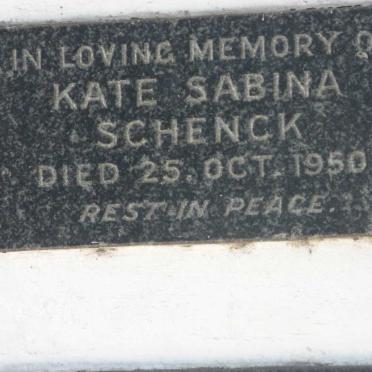 IN LOVING MEMORY O
KATE SABINA
SCHENCK
DIED 25. OCT. 1950
REST IN PEACE.